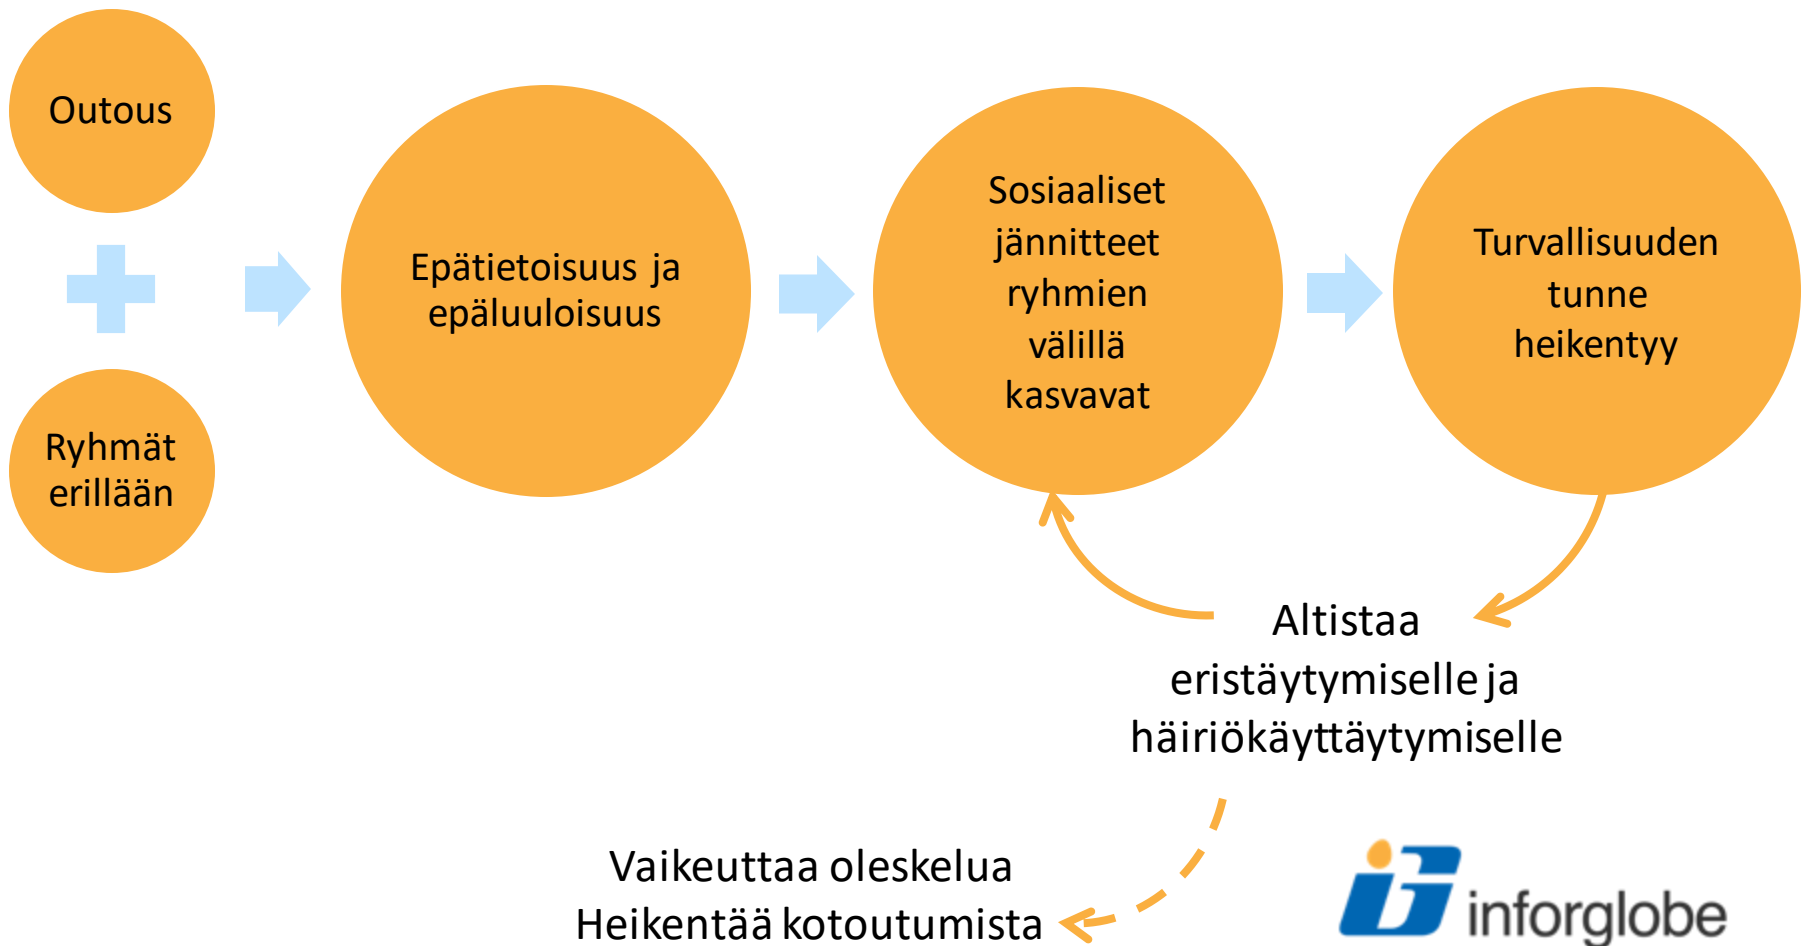 Outous
Ryhmät
erillään
Epätietoisuus ja
epäluuloisuus
Sosiaaliset
jännitteet
ryhmien
välillä
kasvavat
Turvallisuuden
tunne
heikentyy
Altistaa
eristäytymiselle ja
häiriökäyttäytymiselle
Vaikeuttaa oleskelua
Heikentää kotoutumista
inforglobe